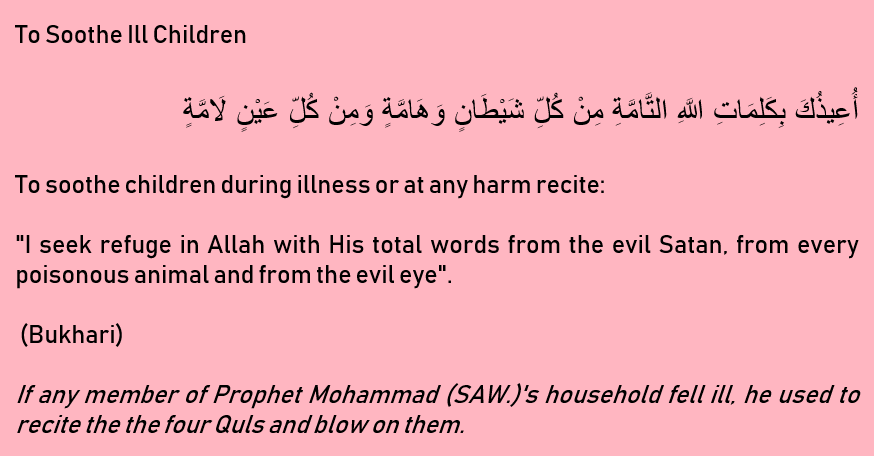 To Soothe Ill Children
أُعِيذُكَ بِكَلِمَاتِ اللَّهِ التَّامَّةِ مِنْ كُلِّ شَيْطَانٍ وَهَامَّةٍ وَمِنْ كُلِّ عَيْنٍ لَامَّةٍ
To soothe children during illness or at any harm recite:
"I seek refuge in Allah with His total words from the evil Satan, from every
poisonous animal and from the evil eye".
(Bukhari)
If any member of Prophet Mohammad (SAW.)'s household fell ill, he used to
recite the the four Quls and blow on them.